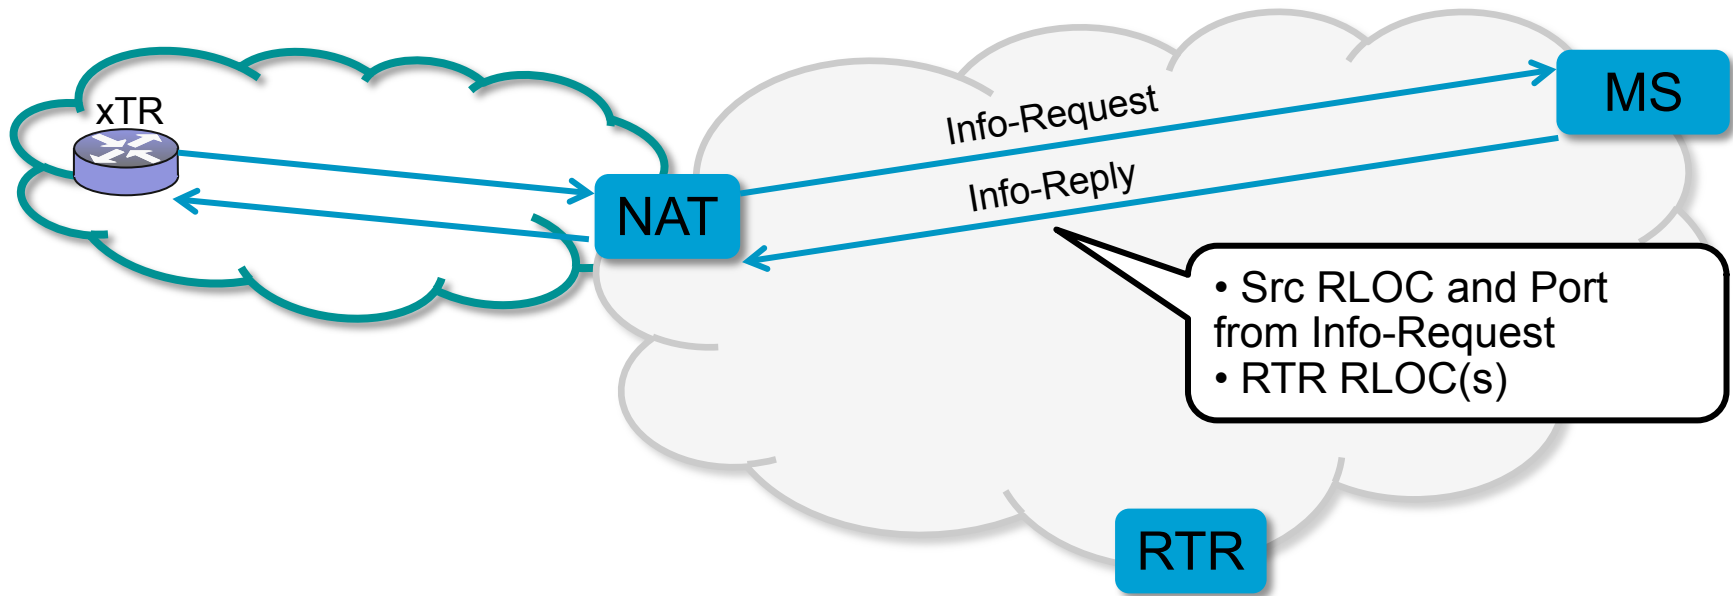 xTR
NAT
Info-Request
Info-Reply
MS
• Src RLOC and Port
from Info-Request
• RTR RLOC(s)
RTR